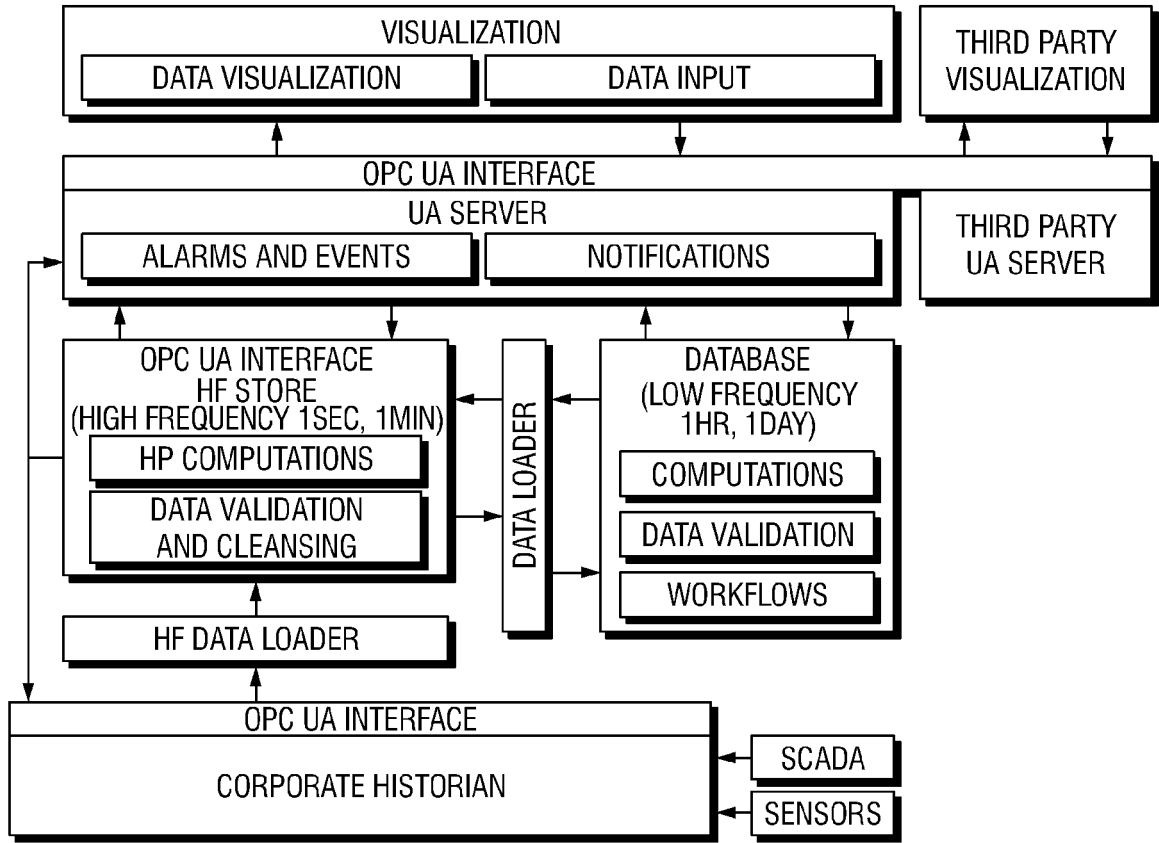 VISUALIZATION
DATA VISUALIZATION
DATA INPUT
THIRD PARTY
VISUALIZATION
OPC UA INTERFACE
UA SERVER
ALARMS AND EVENTS
NOTIFICATIONS
THIRD PARTY
UA SERVER
OPC UA INTERFACE
HF STORE
(HIGH FREQUENCY 1SEC, 1MIN)
HP COMPUTATIONS
DATA VALIDATION
AND CLEANSING
DATA LOADER
DATABASE
(LOW FREQUENCY
1HR, 1DAY)
COMPUTATIONS
DATA VALIDATION
WORKFLOWS
HF DATA LOADER
OPC UA INTERFACE
CORPORATE HISTORIAN
SCADA
SENSORS